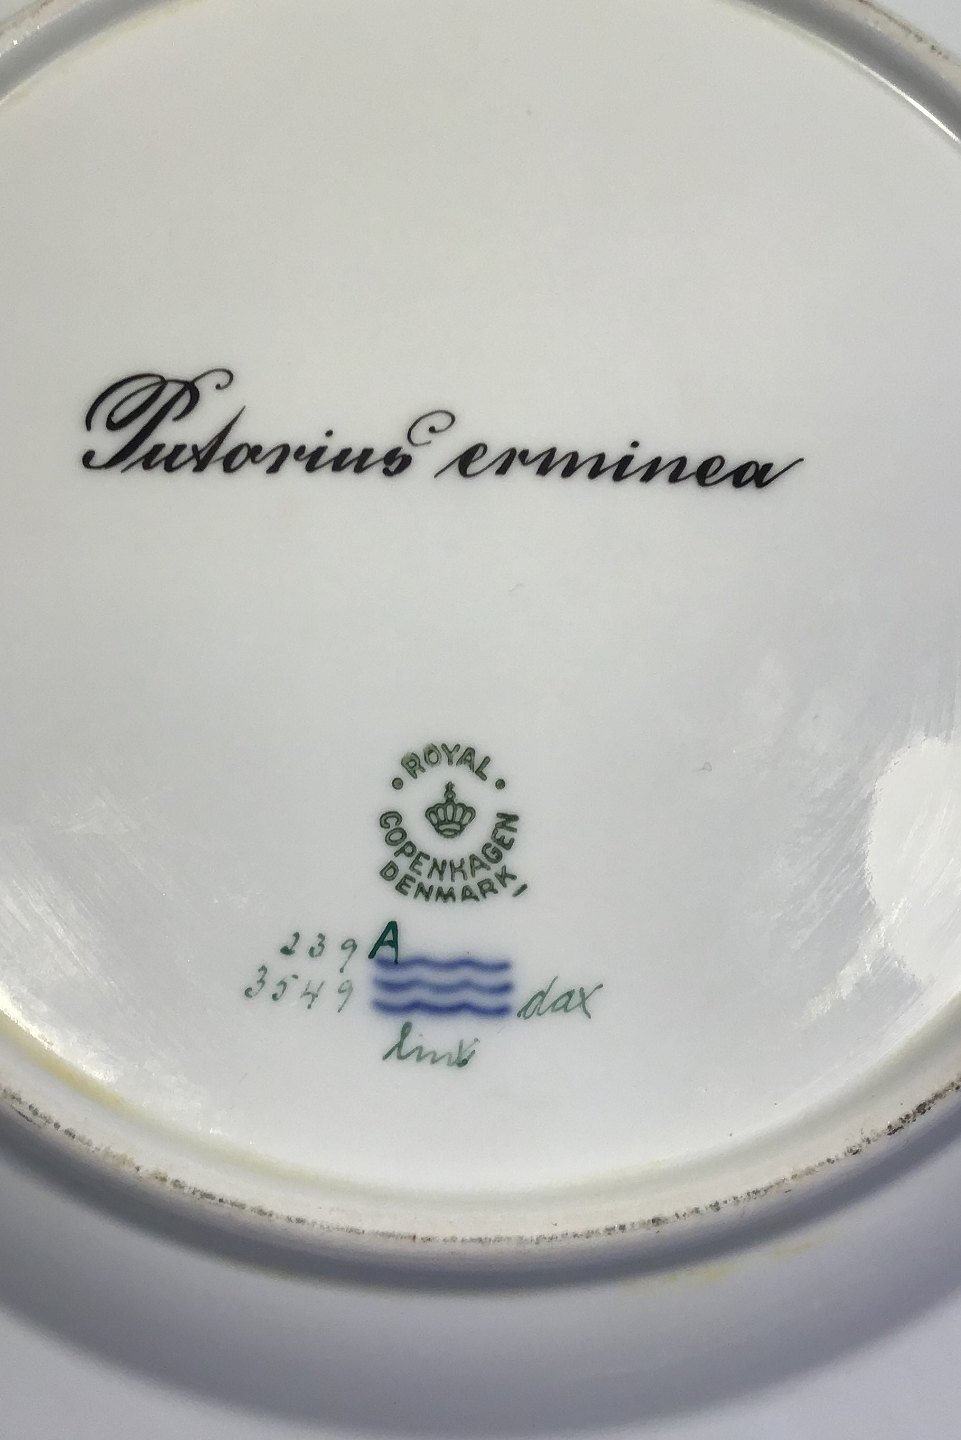 Putorius erminea
ROYAL
COPENHAGEN
DENMARK
239 A
3549 dax